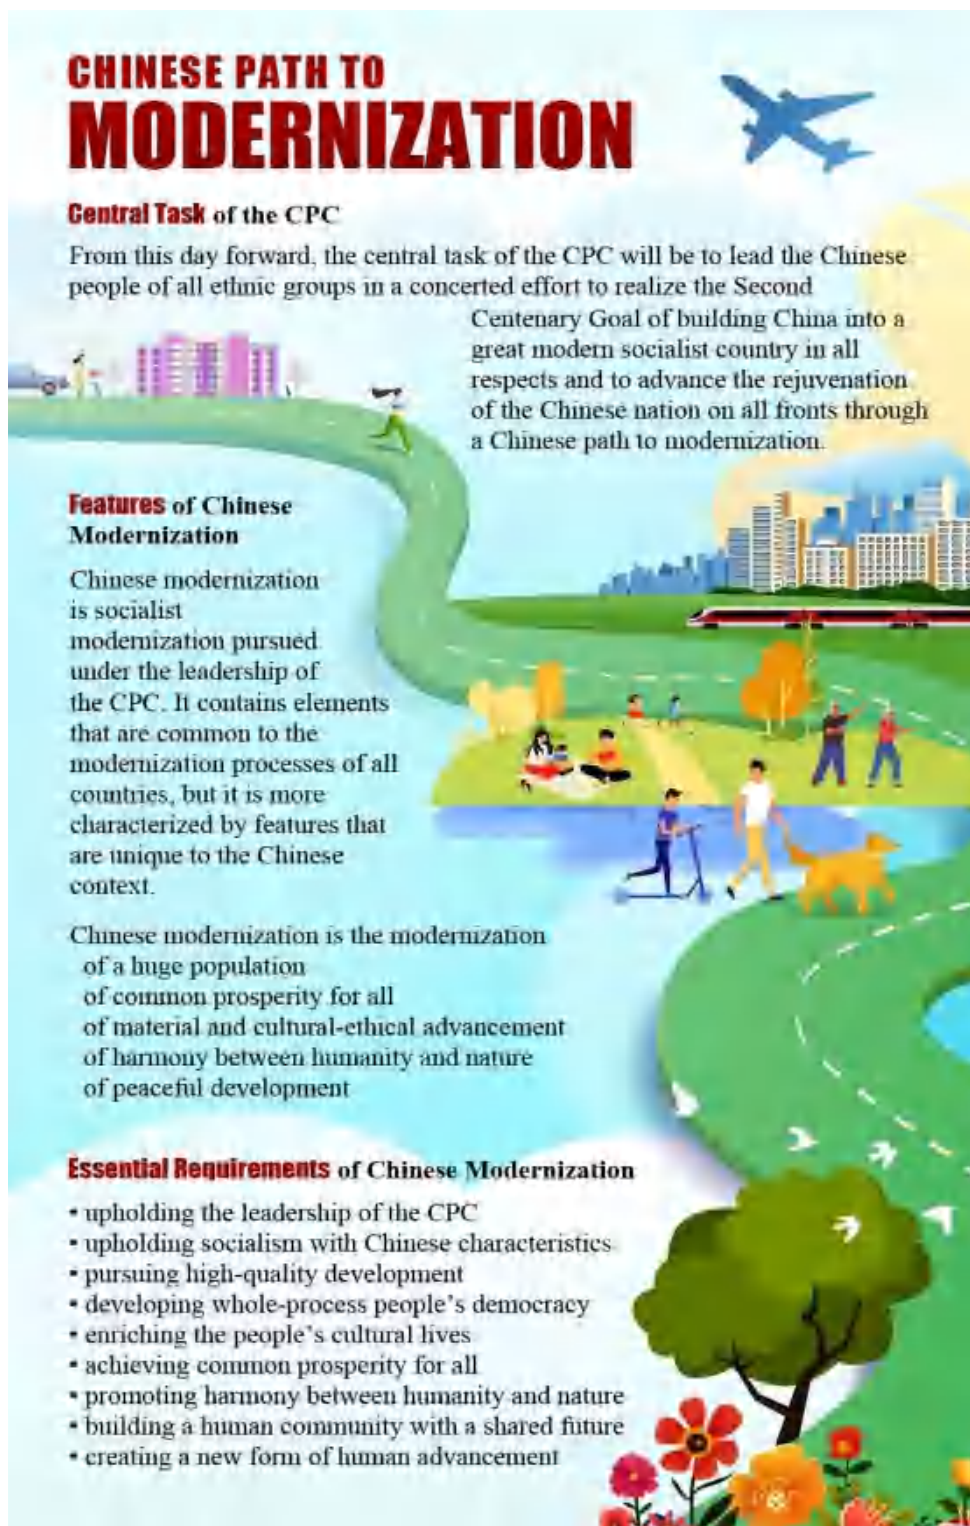 CHINESE PATH TO
MODERNIZATION
Central Task of the CPC
From this day forward, the central task of the CPC will be to lead the Chinese
people of all ethnic groups in a concerted effort to realize the Second
Centenary Goal of building China into a
great modern socialist country in all
respects and to advance the rejuvenation
of the Chinese nation on all fronts through
a Chinese path to modernization.
Features of Chinese
Modernization
Chinese modernization
is socialist
modernization pursued
under the leadership of
the CPC. It contains elements
that are common to the
modernization processes of all
countries, but it is more
characterized by features that
are unique to the Chinese
context.
Chinese modernization is the modernization
of a huge population
of common prosperity for all
of material and cultural-ethical advancement
of harmony between humanity and nature
of peaceful development
Essential Requirements of Chinese Modernization
• upholding the leadership of the CPC
• upholding socialism with Chinese characteristics
• pursuing high-quality development
• developing whole-process people's democracy
• enriching the people's cultural lives
• achieving common prosperity for all
• promoting harmony between humanity and nature
• building a human community with a shared future
• creating a new form of human advancement